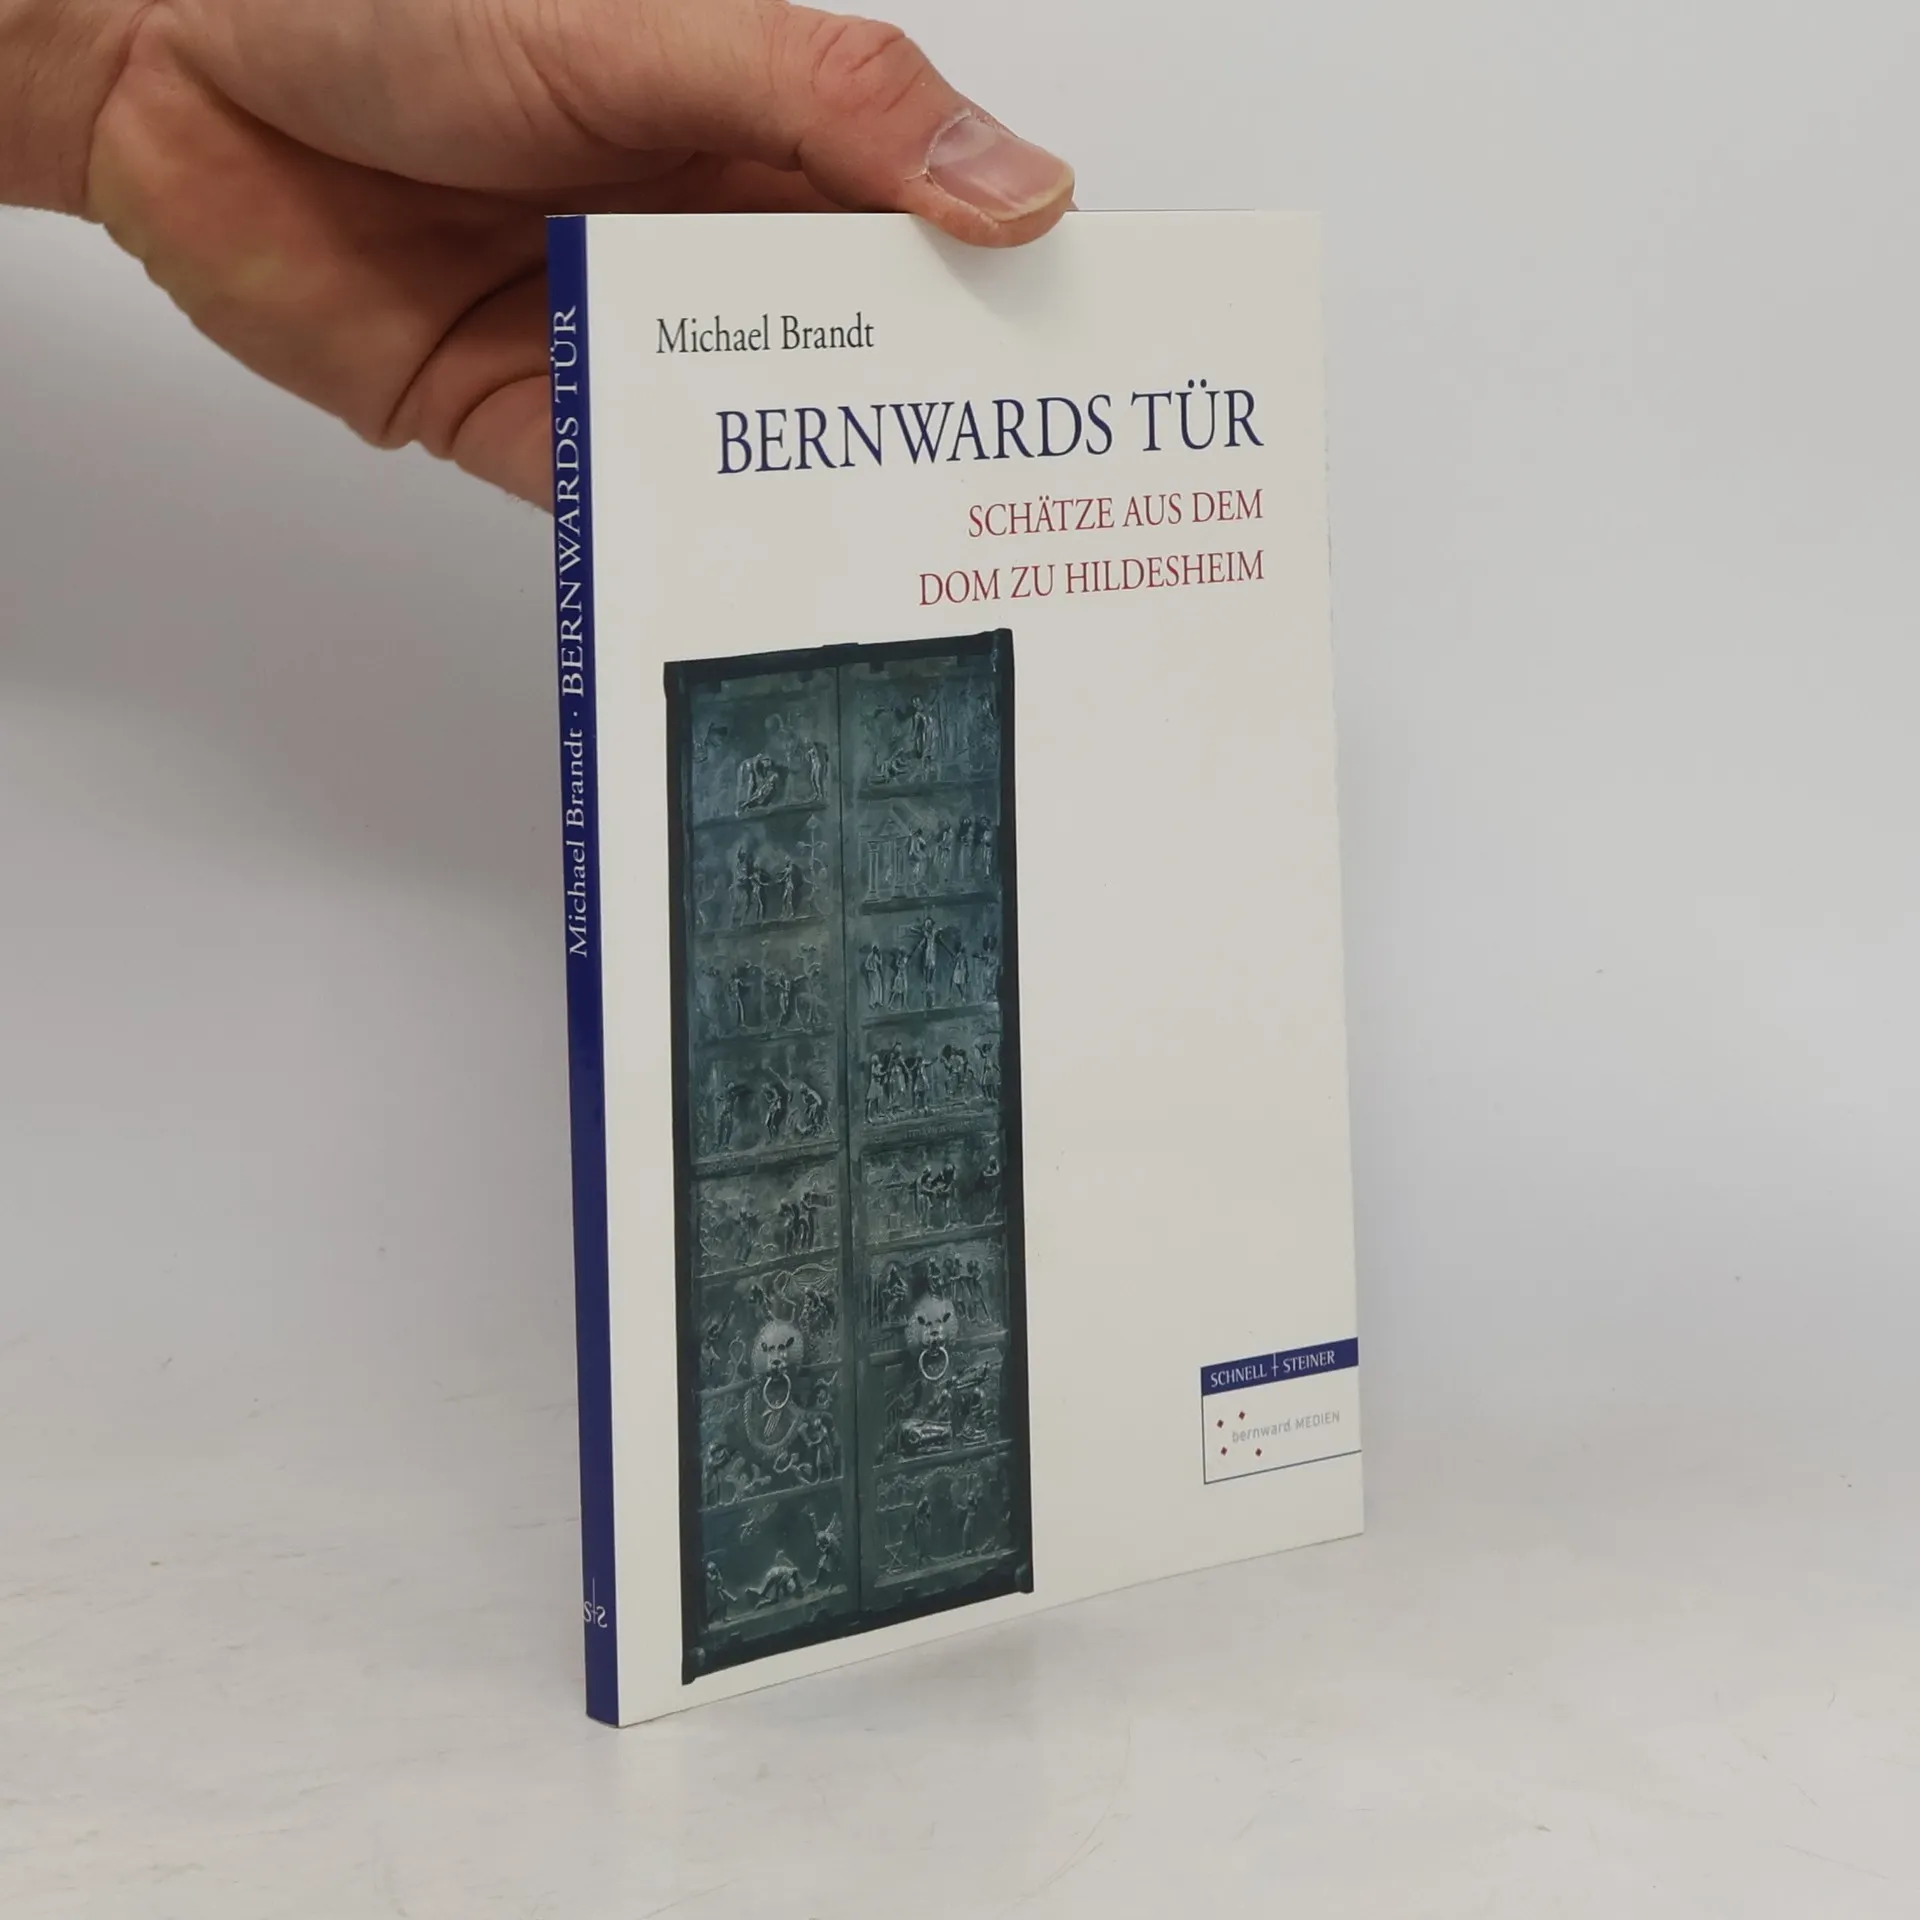 Michael Brandt
BERNWARDS TÜR
SCHÄTZE AUS DEM
DOM ZU HILDESHEIM
SCHNELL + STEINER
bernward MEDIEN
Michael Brandt · BERNWARDS TÜR
S+S